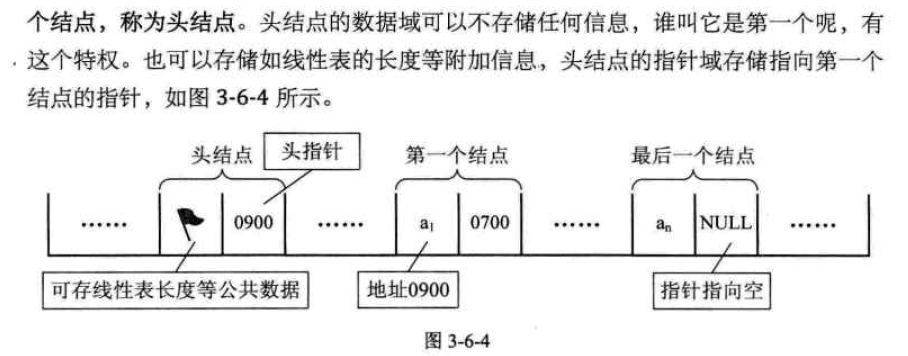 个结点，称为头结点。头结点的数据域可以不存储任何信息，谁叫它是第一个呢，有
这个特权。也可以存储如线性表的长度等附加信息，头结点的指针域存储指向第一个
结点的指针，如图 3-6-4 所示。
头结点 头指针 第一个结点 最后一个结点
…… 0900 …… a₁ 0700 …… aₙ NULL ……
可存线性表长度等公共数据 地址0900 指针指向空
图 3-6-4